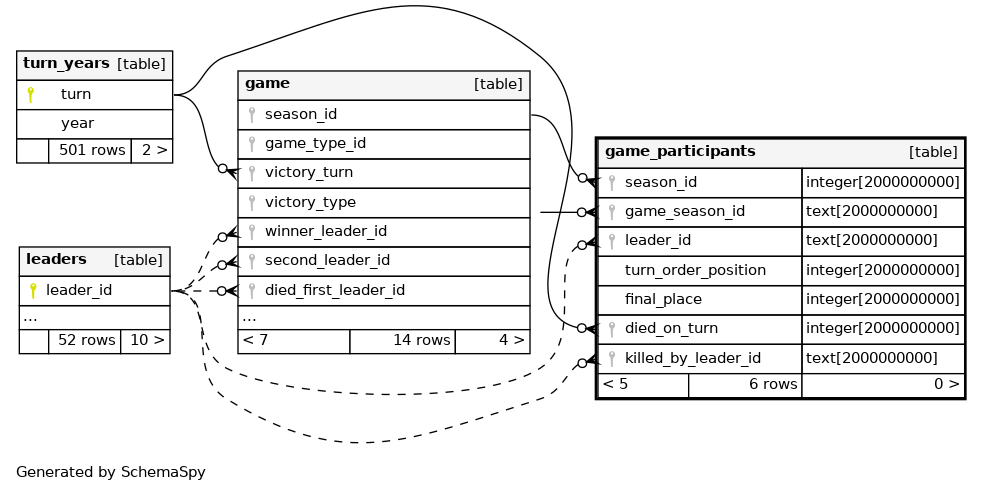 turn_years [table]
turn
year
501 rows 2 >
leaders [table]
leader_id
...
52 rows 10 >
game [table]
season_id
game_type_id
victory_turn
victory_type
winner_leader_id
second_leader_id
died_first_leader_id
...
< 7 14 rows 4 >
game_participants [table]
season_id integer[2000000000]
game_season_id text[2000000000]
leader_id text[2000000000]
turn_order_position integer[2000000000]
final_place integer[2000000000]
died_on_turn integer[2000000000]
killed_by_leader_id text[2000000000]
< 5 6 rows 0 >
Generated by SchemaSpy